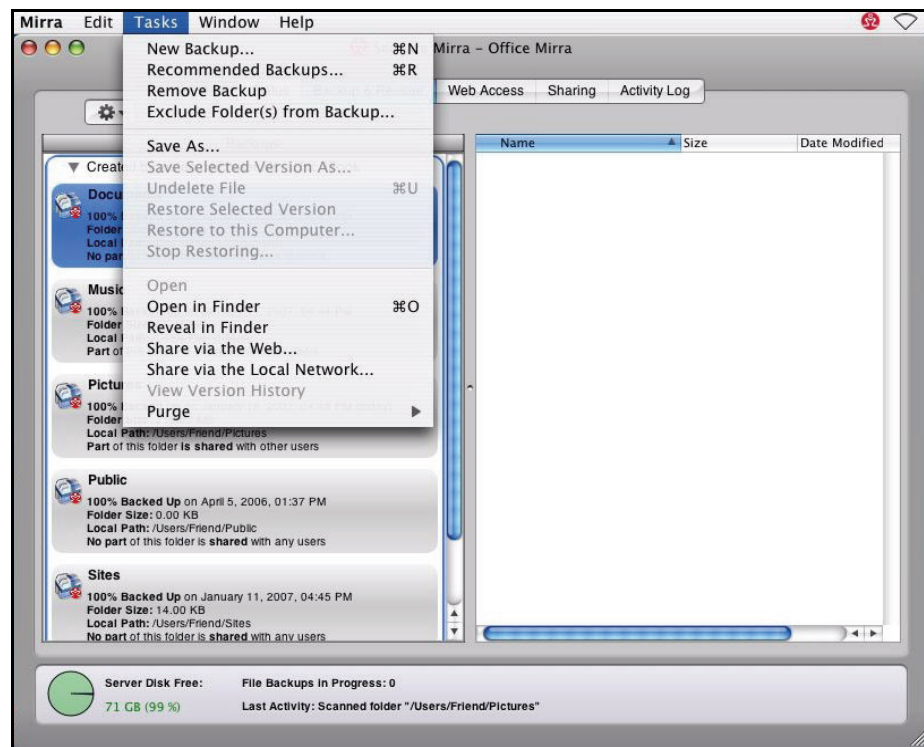 Mirra Edit Tasks Window Help
Mirra – Office Mirra
Web Access Sharing Activity Log
New Backup... ⌘N
Recommended Backups... ⌘R
Remove Backup
Exclude Folder(s) from Backup...
Save As...
Save Selected Version As...
Undelete File ⌘U
Restore Selected Version
Restore to this Computer...
Stop Restoring...
Open
Open in Finder ⌘O
Reveal in Finder
Share via the Web...
Share via the Local Network...
View Version History
Purge
Name Size Date Modified
100%
Folder
Local
100%
Folder
Local
Part of
100%
Folder
Local Path: /Users/Friend/Pictures
Part of this folder is shared with other users
Public
100% Backed Up on April 5, 2006, 01:37 PM
Folder Size: 0.00 KB
Local Path: /Users/Friend/Public
No part of this folder is shared with any users
Sites
100% Backed Up on January 11, 2007, 04:45 PM
Folder Size: 14.00 KB
Local Path: /Users/Friend/Sites
No part of this folder is shared with any users
Server Disk Free: File Backups in Progress: 0
71 GB (99 %) Last Activity: Scanned folder "/Users/Friend/Pictures"